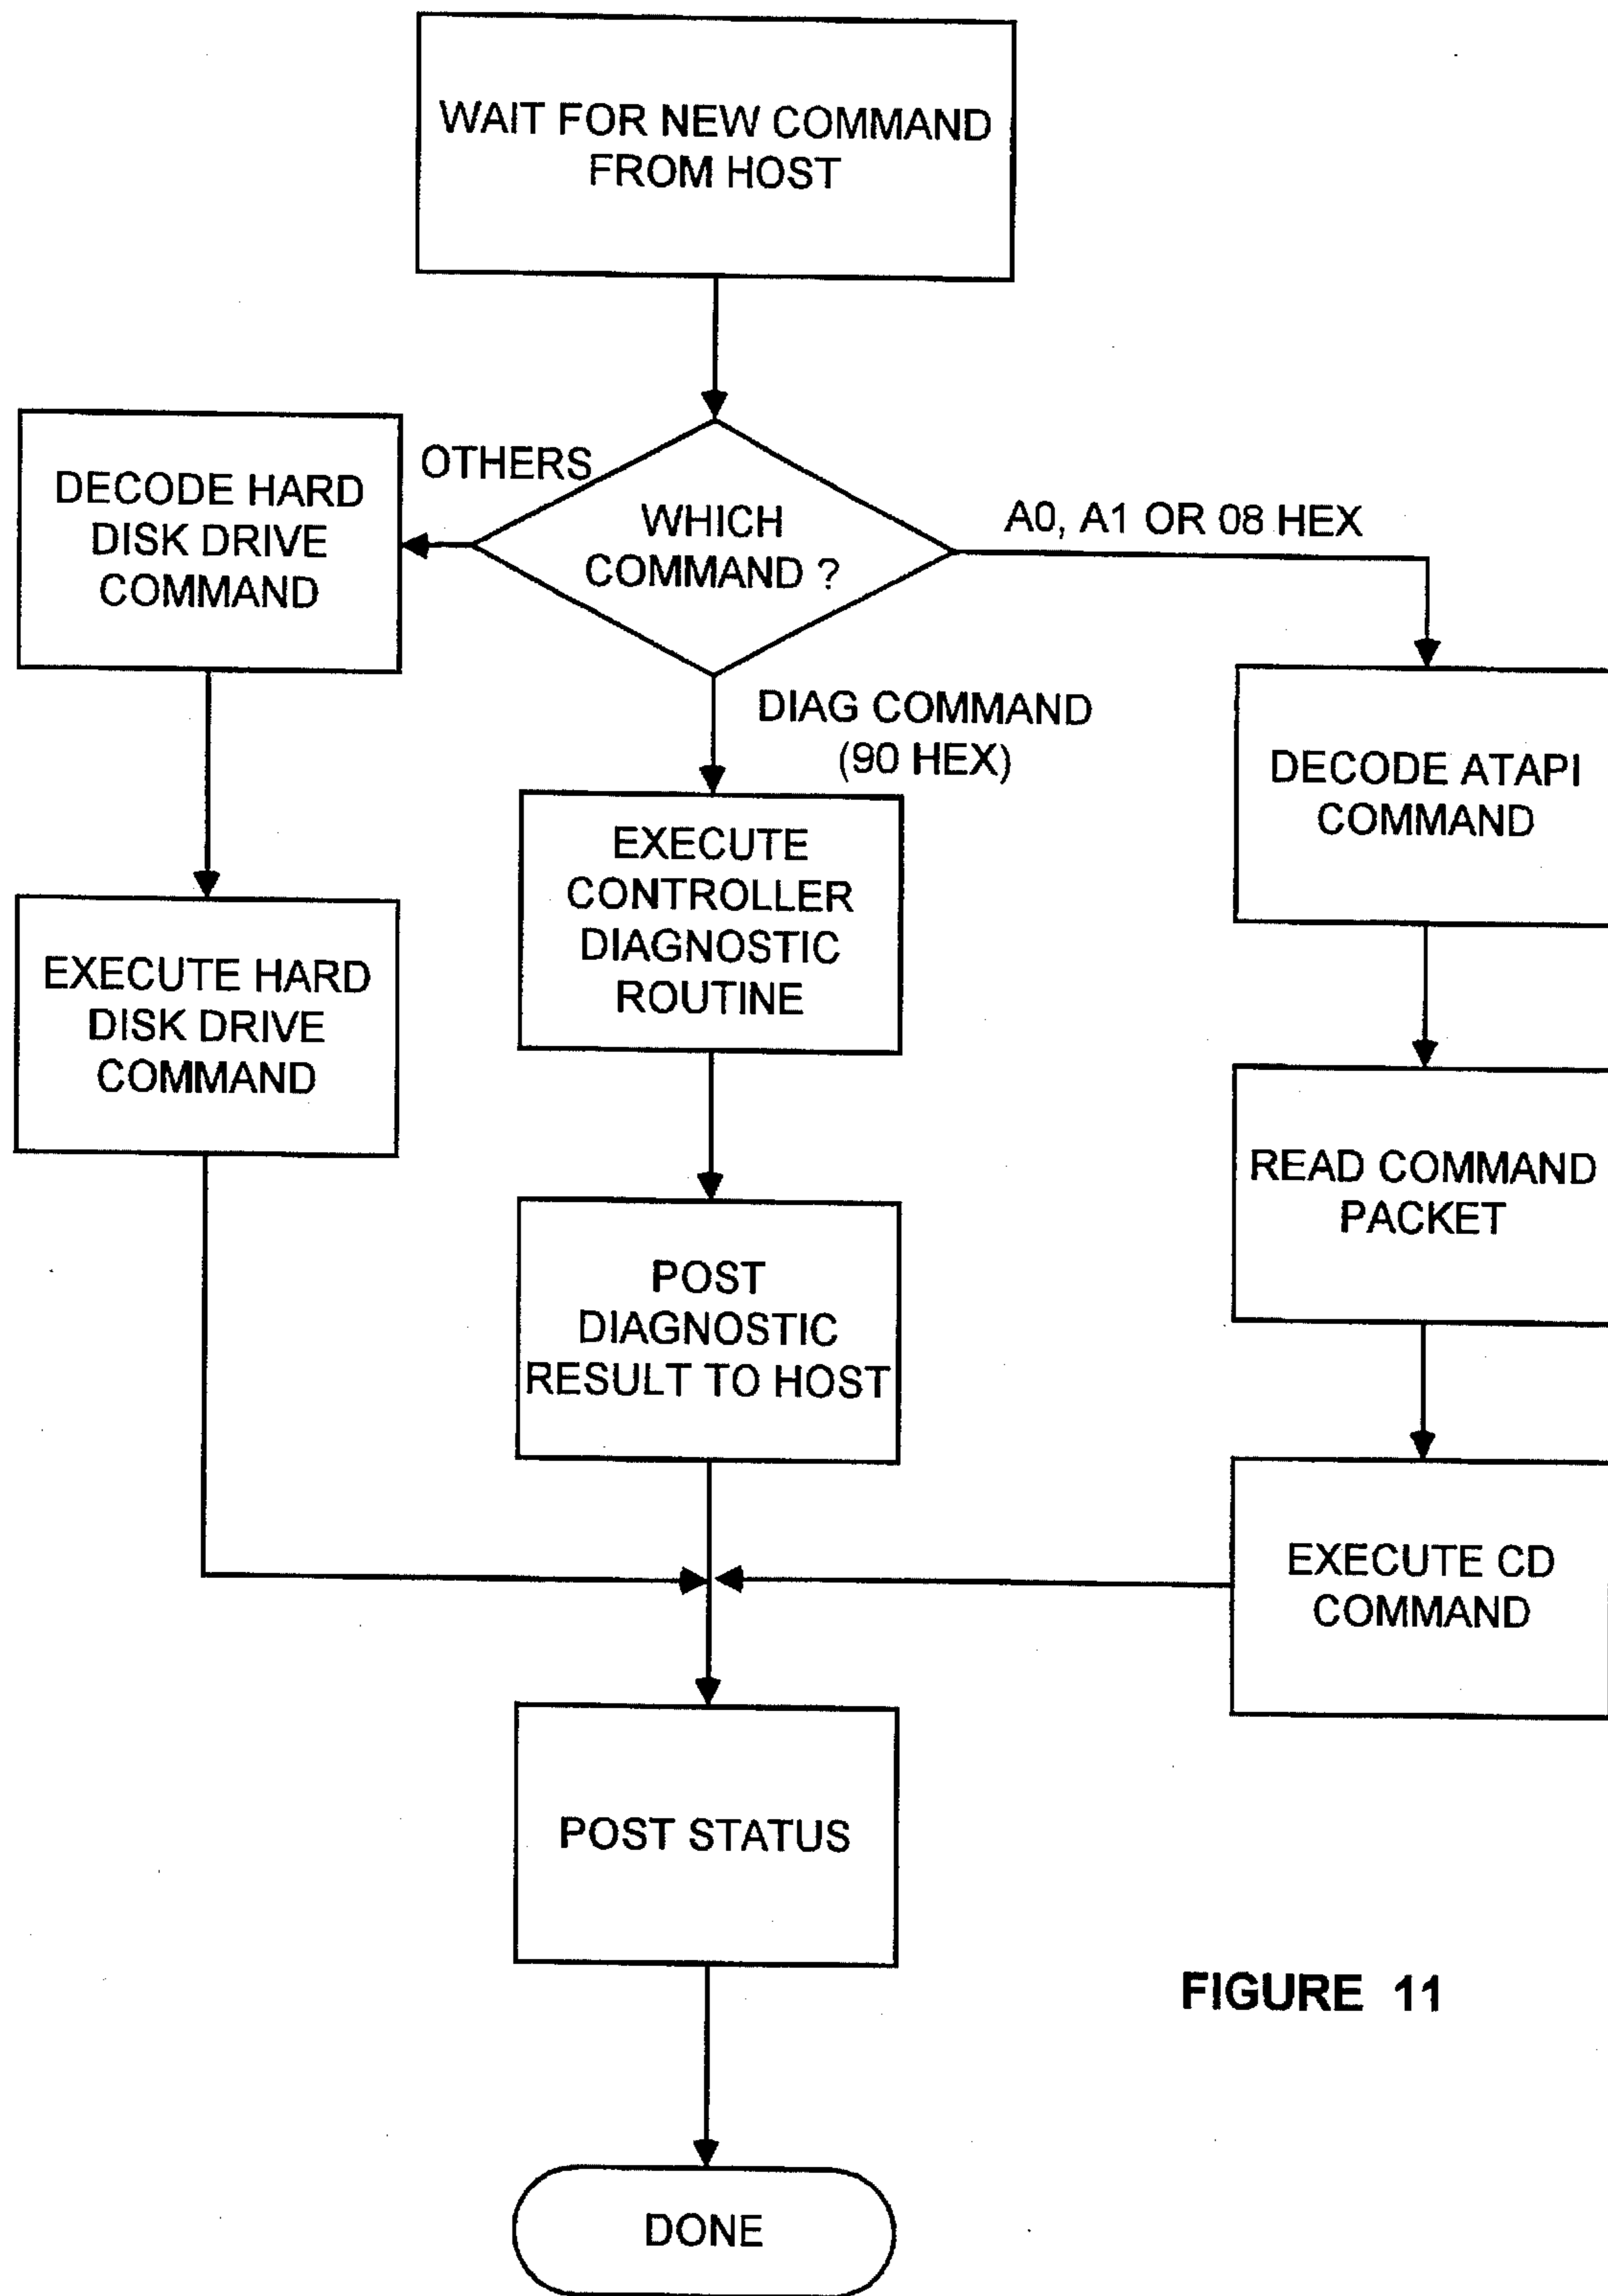 WAIT FOR NEW COMMAND
FROM HOST
OTHERS
DECODE HARD
DISK DRIVE
COMMAND
WHICH
COMMAND ?
A0, A1 OR 08 HEX
DIAG COMMAND
(90 HEX)
DECODE ATAPI
COMMAND
EXECUTE
CONTROLLER
DIAGNOSTIC
ROUTINE
EXECUTE HARD
DISK DRIVE
COMMAND
READ COMMAND
PACKET
POST
DIAGNOSTIC
RESULT TO HOST
EXECUTE CD
COMMAND
POST STATUS
FIGURE 11
DONE